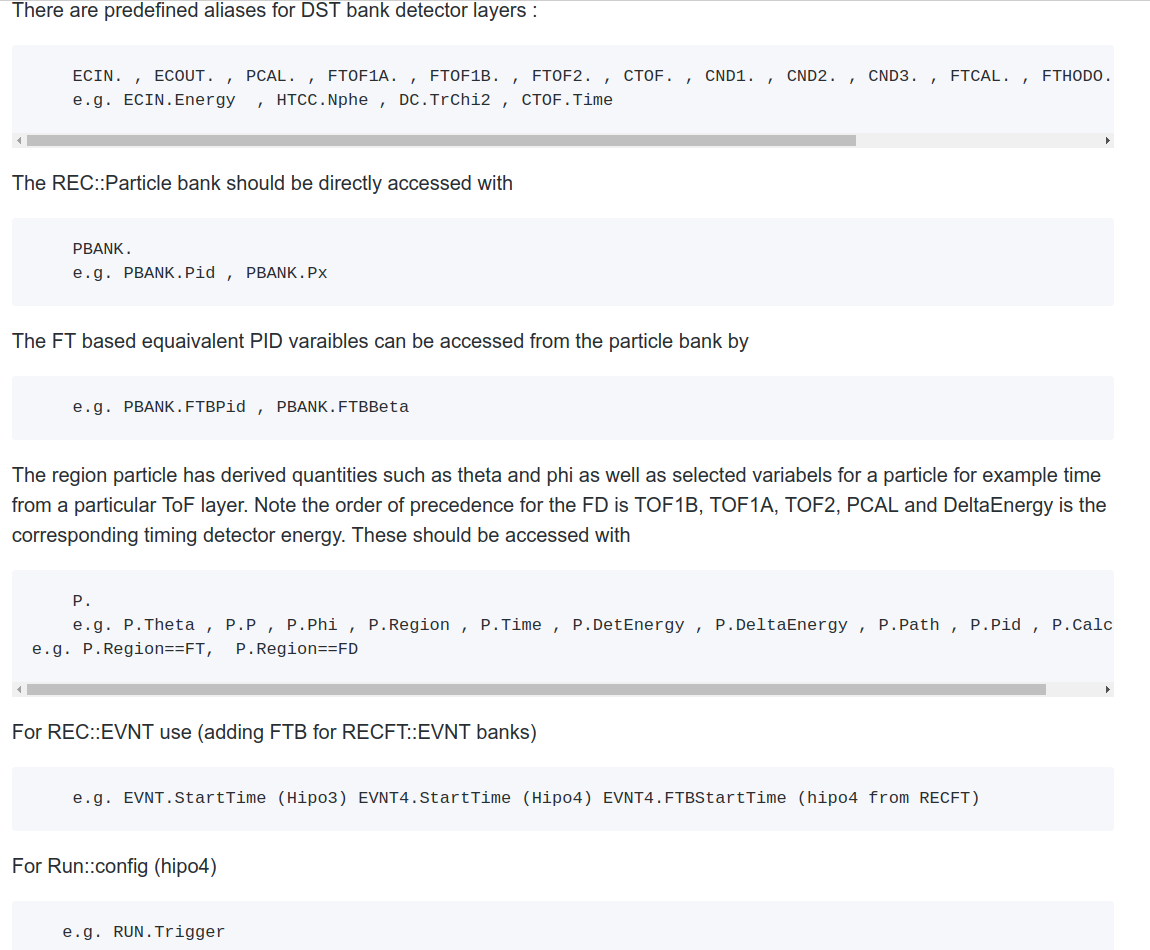 There are predefined aliases for DST bank detector layers :
ECIN. , ECOUT. , PCAL. , FTOF1A. , FTOF1B. , FTOF2. , CTOF. , CND1. , CND2. , CND3. , FTCAL. , FTHODO.
e.g. ECIN.Energy  , HTCC.Nphe , DC.TrChi2 , CTOF.Time
The REC::Particle bank should be directly accessed with
PBANK.
e.g. PBANK.Pid , PBANK.Px
The FT based equaivalent PID varaibles can be accessed from the particle bank by
e.g. PBANK.FTBPid , PBANK.FTBBeta
The region particle has derived quantities such as theta and phi as well as selected variabels for a particle for example time
from a particular ToF layer. Note the order of precedence for the FD is TOF1B, TOF1A, TOF2, PCAL and DeltaEnergy is the
corresponding timing detector energy. These should be accessed with
P.
e.g. P.Theta , P.P , P.Phi , P.Region , P.Time , P.DetEnergy , P.DeltaEnergy , P.Path , P.Pid , P.Calc
e.g. P.Region==FT,  P.Region==FD
For REC::EVNT use (adding FTB for RECFT::EVNT banks)
e.g. EVNT.StartTime (Hipo3) EVNT4.StartTime (Hipo4) EVNT4.FTBStartTime (hipo4 from RECFT)
For Run::config (hipo4)
e.g. RUN.Trigger